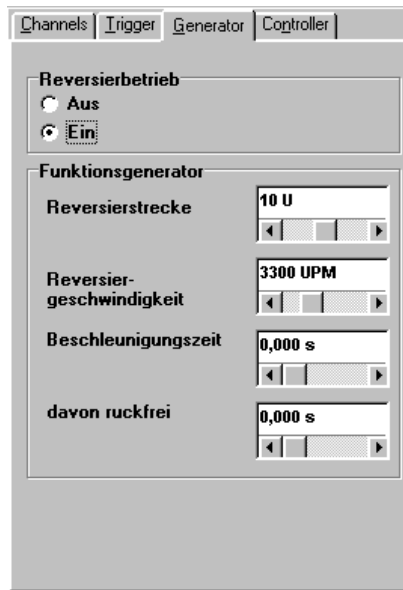 Channels Trigger Generator Controller
Reversierbetrieb
Aus
Ein
Funktionsgenerator
Reversierstrecke
10 U
Reversier-
geschwindigkeit
3300 UPM
Beschleunigungszeit
0,000 s
davon ruckfrei
0,000 s